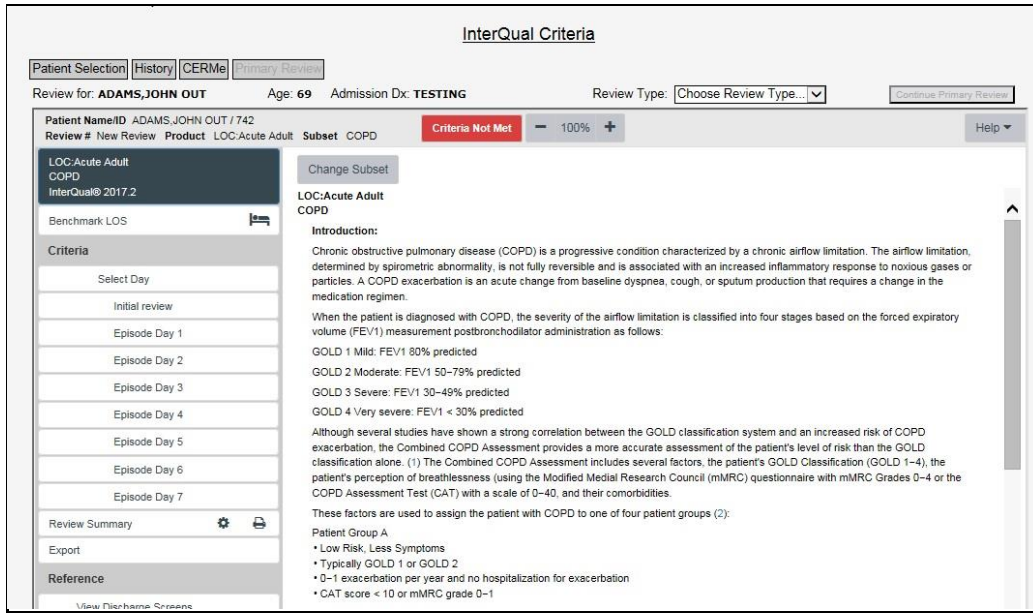 InterQual Criteria
Patient Selection History CERMe Primary Review
Review for: ADAMS,JOHN OUT Age: 69 Admission Dx: TESTING Review Type: Choose Review Type... Continue Primary Review
Patient Name/ID ADAMS,JOHN OUT / 742
Review # New Review Product LOC:Acute Adult Subset COPD
Criteria Not Met 100% Help
LOC:Acute Adult
COPD
InterQual® 2017.2
Benchmark LOS
Criteria
Select Day
Initial review
Episode Day 1
Episode Day 2
Episode Day 3
Episode Day 4
Episode Day 5
Episode Day 6
Episode Day 7
Review Summary
Export
Reference
View Discharge Screens
Change Subset
LOC:Acute Adult
COPD
Introduction:
Chronic obstructive pulmonary disease (COPD) is a progressive condition characterized by a chronic airflow limitation. The airflow limitation,
determined by spirometric abnormality, is not fully reversible and is associated with an increased inflammatory response to noxious gases or
particles. A COPD exacerbation is an acute change from baseline dyspnea, cough, or sputum production that requires a change in the
medication regimen.
When the patient is diagnosed with COPD, the severity of the airflow limitation is classified into four stages based on the forced expiratory
volume (FEV1) measurement postbronchodilator administration as follows:
GOLD 1 Mild: FEV1 80% predicted
GOLD 2 Moderate: FEV1 50–79% predicted
GOLD 3 Severe: FEV1 30–49% predicted
GOLD 4 Very severe: FEV1 < 30% predicted
Although several studies have shown a strong correlation between the GOLD classification system and an increased risk of COPD
exacerbation, the Combined COPD Assessment provides a more accurate assessment of the patient's level of risk than the GOLD
classification alone. (1) The Combined COPD Assessment includes several factors, the patient's GOLD Classification (GOLD 1–4), the
patient's perception of breathlessness (using the Modified Medial Research Council (mMRC) questionnaire with mMRC Grades 0–4 or the
COPD Assessment Test (CAT) with a scale of 0–40, and their comorbidities.
These factors are used to assign the patient with COPD to one of four patient groups (2):
Patient Group A
• Low Risk, Less Symptoms
• Typically GOLD 1 or GOLD 2
• 0–1 exacerbation per year and no hospitalization for exacerbation
• CAT score < 10 or mMRC grade 0–1